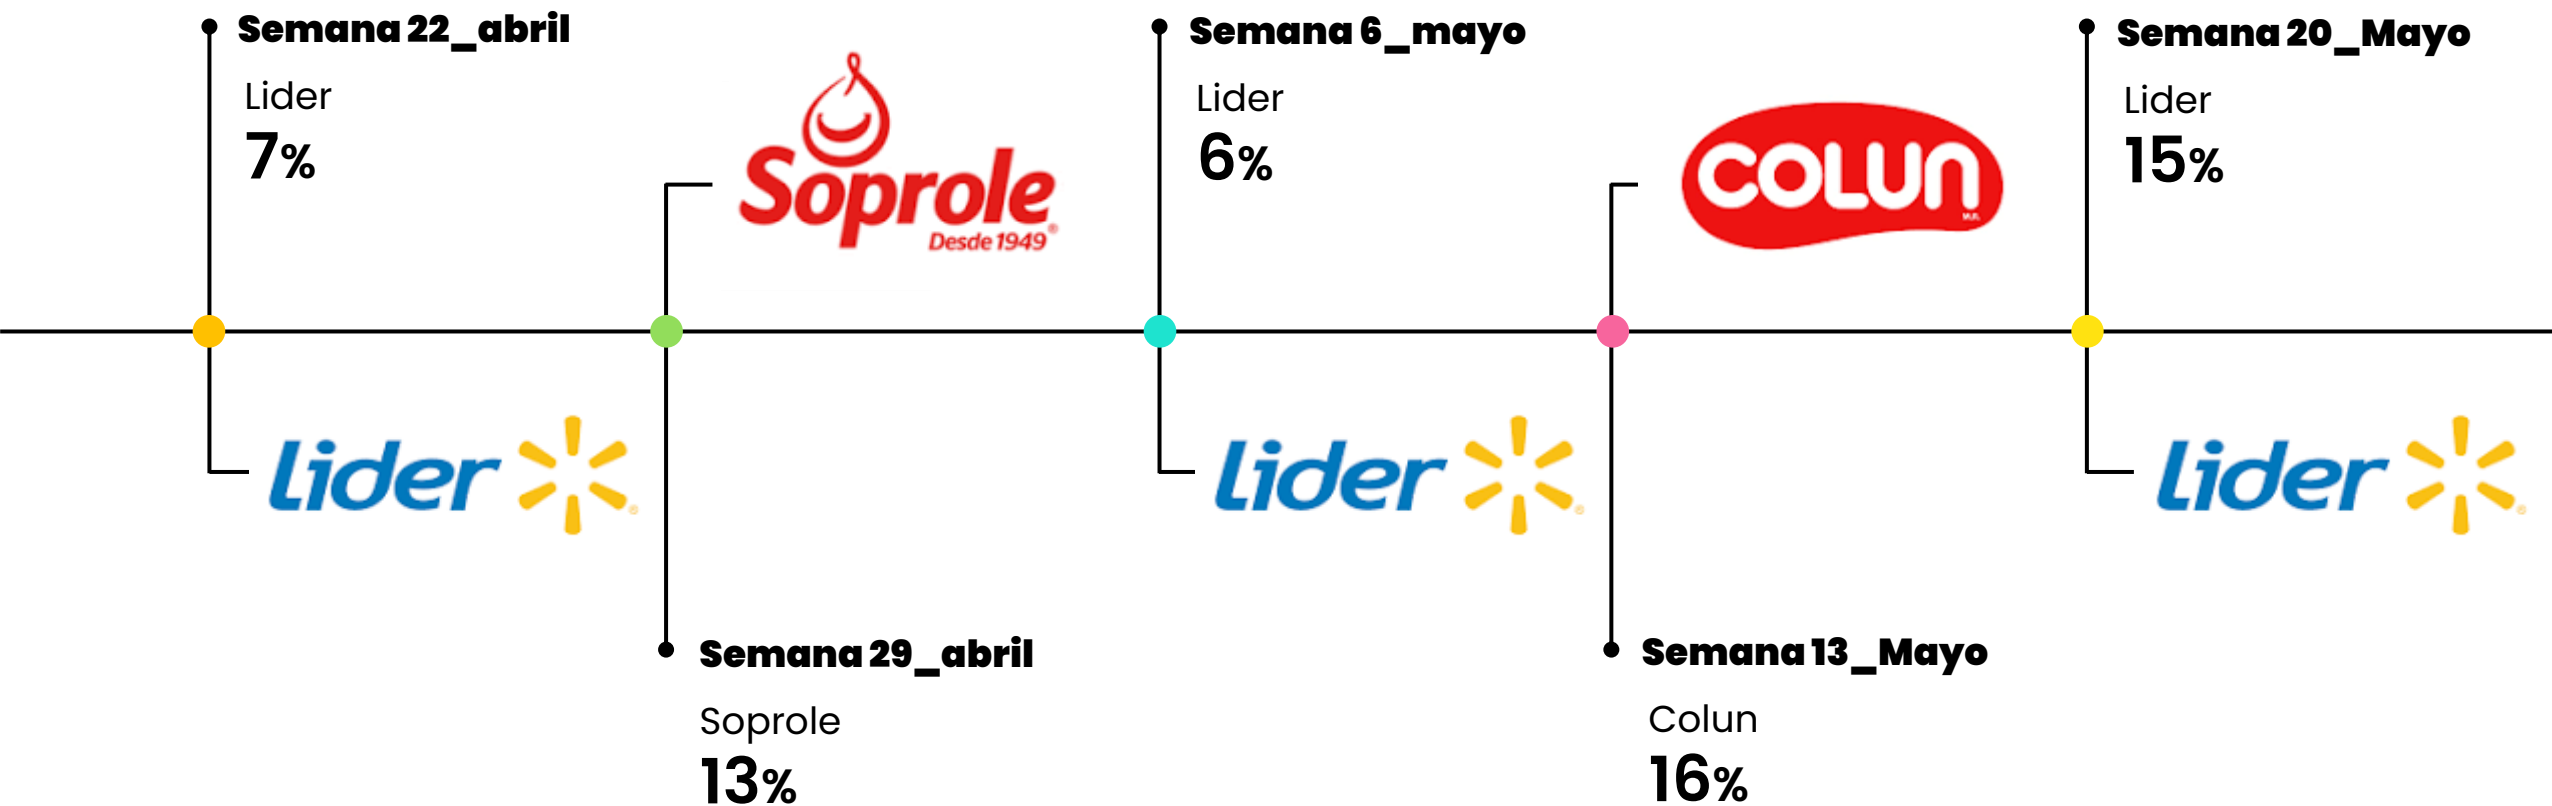 Semana 22_abril
Lider
7%
lider
Soprole
Desde 1949
Semana 29_abril
Soprole
13%
Semana 6_mayo
Lider
6%
lider
COLUN
M.R.
Semana 13_Mayo
Colun
16%
Semana 20_Mayo
Lider
15%
lider